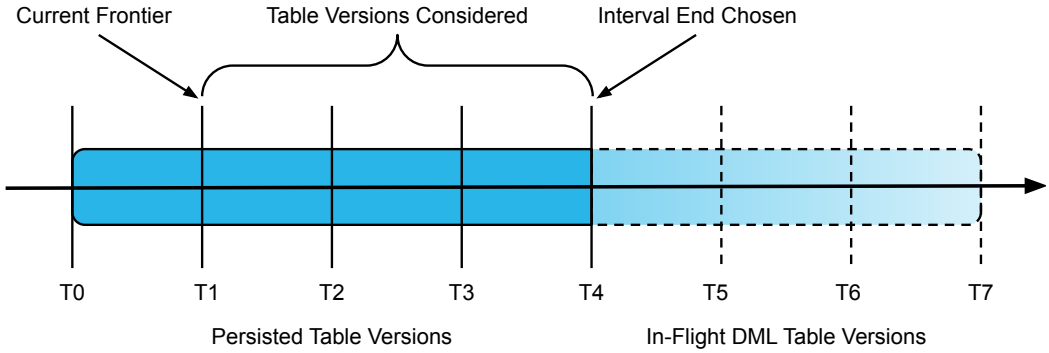 Current Frontier
Table Versions Considered
Interval End Chosen
T0
T1
T2
T3
T4
T5
T6
T7
Persisted Table Versions
In-Flight DML Table Versions